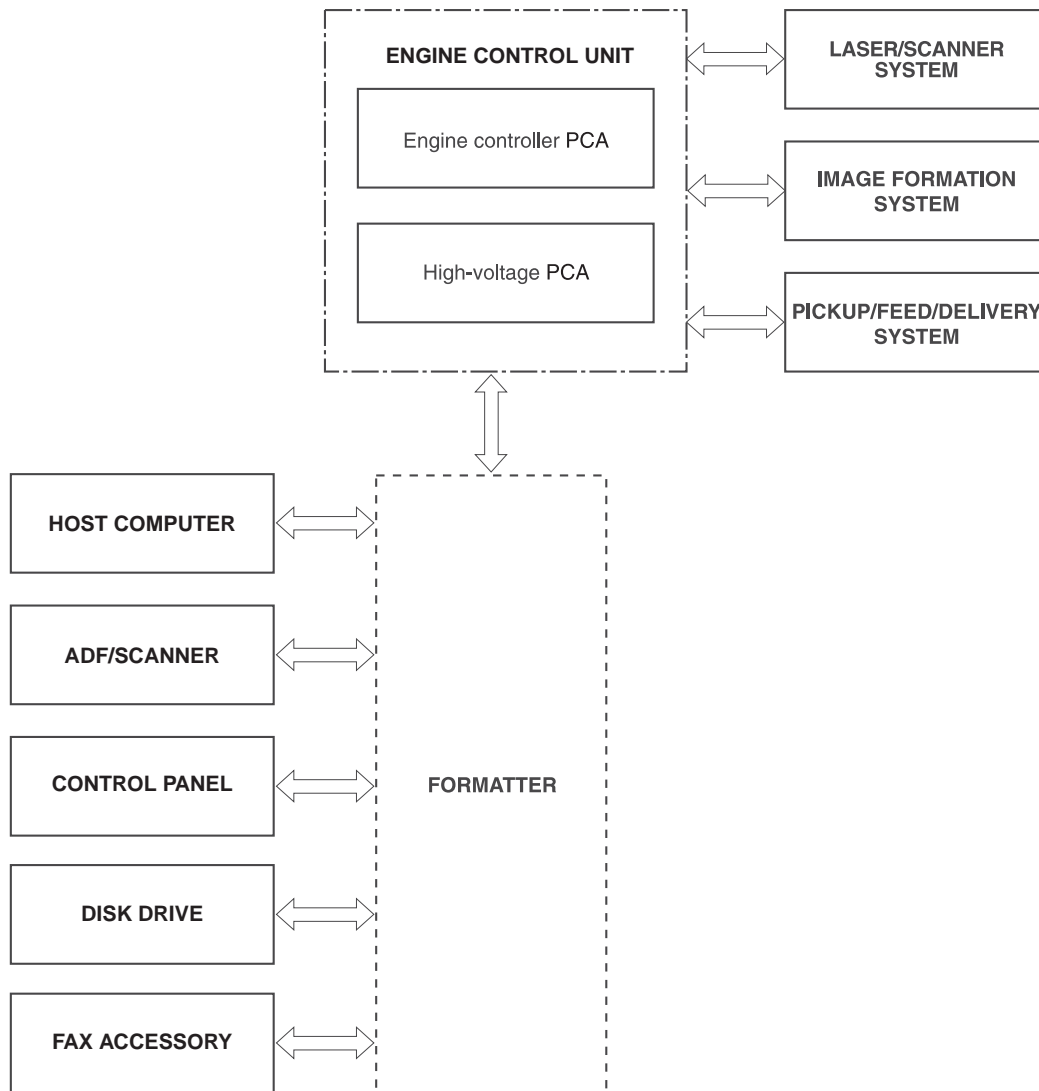 ENGINE CONTROL UNIT
Engine controller PCA
High-voltage PCA
LASER/SCANNER
SYSTEM
IMAGE FORMATION
SYSTEM
PICKUP/FEED/DELIVERY
SYSTEM
HOST COMPUTER
ADF/SCANNER
CONTROL PANEL
DISK DRIVE
FAX ACCESSORY
FORMATTER